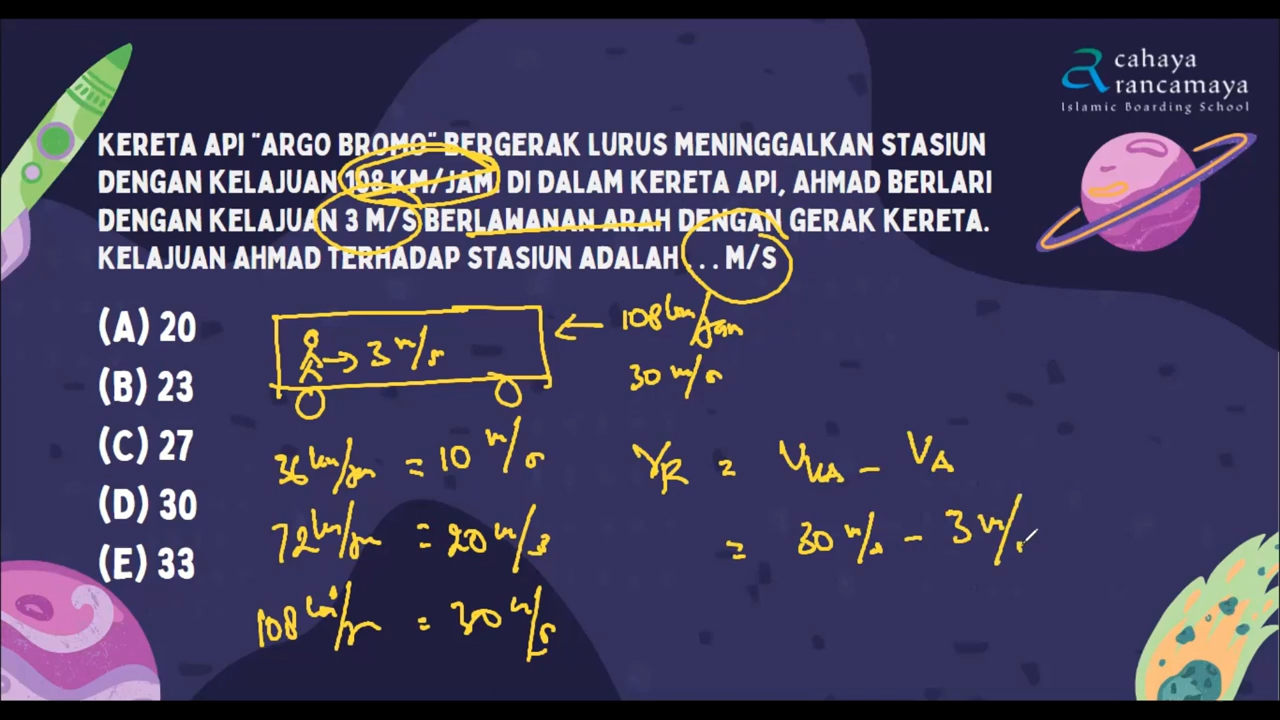 cahaya
rancamaya
Islamic Boarding School
KERETA API "ARGO BROMO" BERGERAK LURUS MENINGGALKAN STASIUN
DENGAN KELAJUAN 108 KM/JAM. DI DALAM KERETA API, AHMAD BERLARI
DENGAN KELAJUAN 3 M/S BERLAWANAN ARAH DENGAN GERAK KERETA.
KELAJUAN AHMAD TERHADAP STASIUN ADALAH ... M/S
(A) 20
(B) 23
(C) 27
(D) 30
(E) 33
3 m/s
108 km/jam
30 m/s
36 km/jam = 10 m/s
72 km/jam = 20 m/s
108 km/jam = 30 m/s
VR = VKA - VA
= 30 m/s - 3 m/s